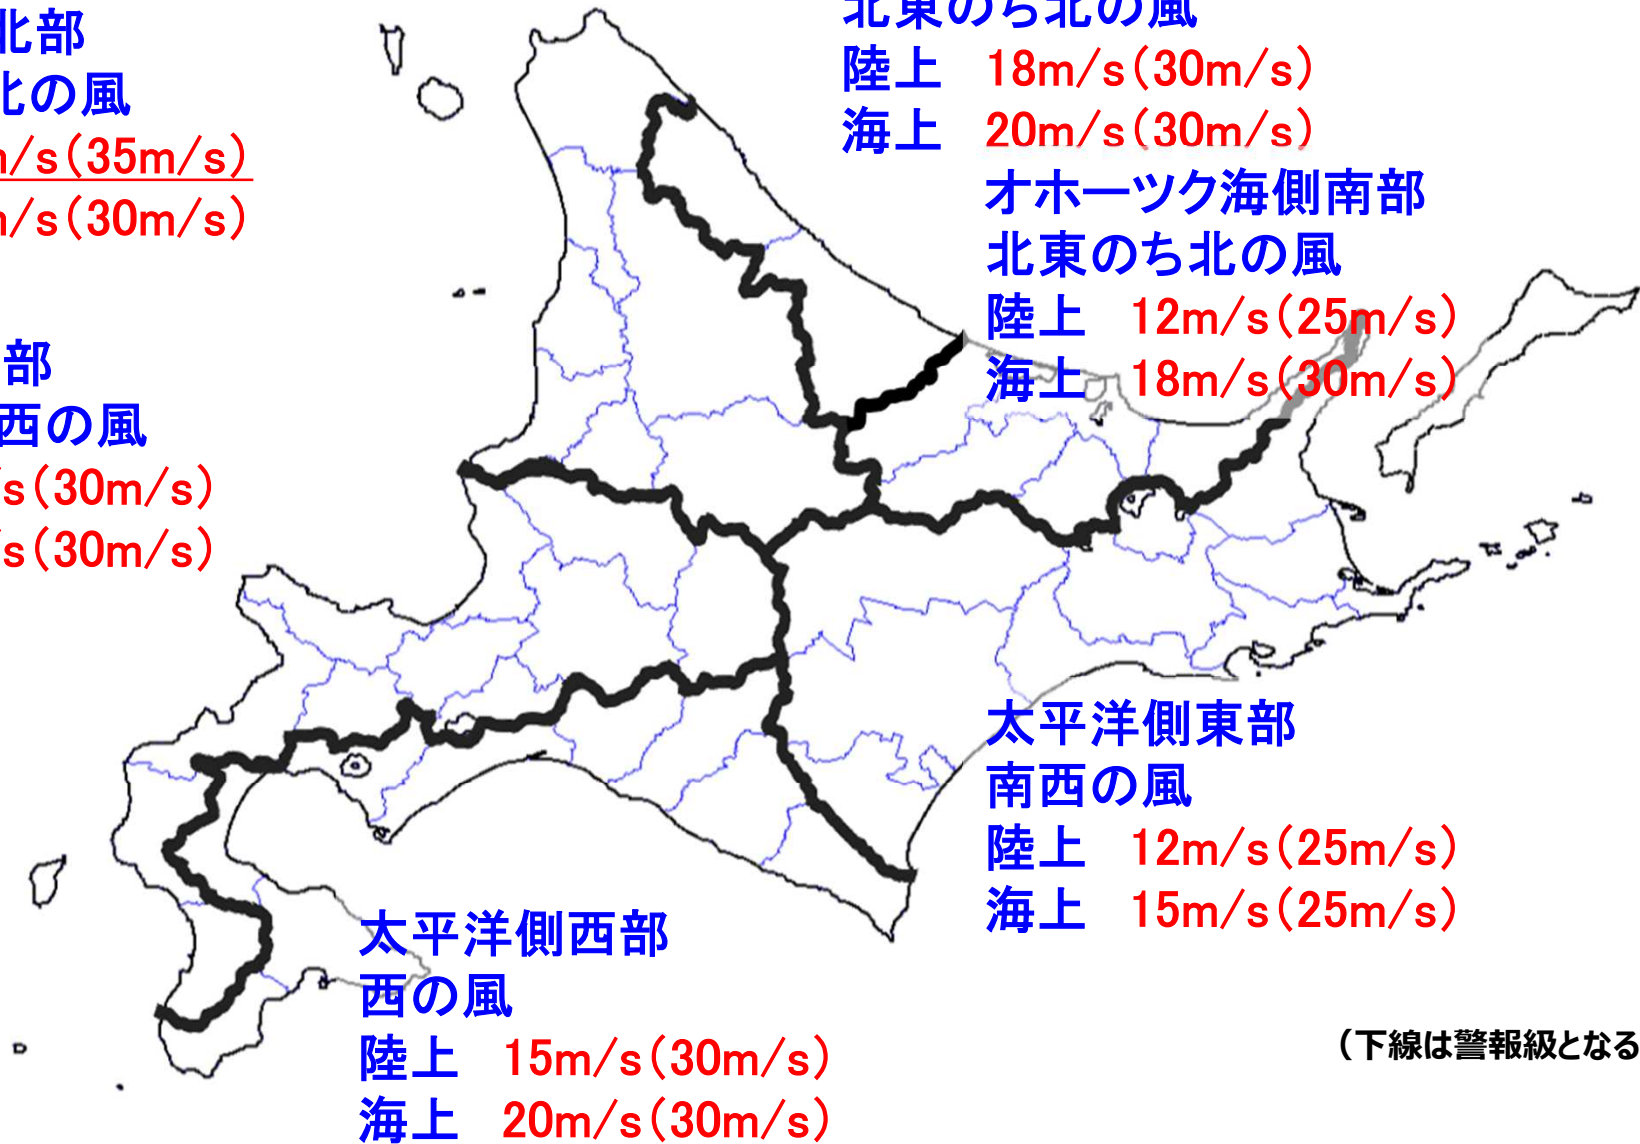 北部
北の風
m/s(35m/s)
m/s(30m/s)
部
西の風
/s(30m/s)
/s(30m/s)
北東のち北の風
陸上 18m/s(30m/s)
海上 20m/s(30m/s)
オホーツク海側南部
北東のち北の風
陸上 12m/s(25m/s)
海上 18m/s(30m/s)
太平洋側東部
南西の風
陸上 12m/s(25m/s)
海上 15m/s(25m/s)
太平洋側西部
西の風
陸上 15m/s(30m/s)
海上 20m/s(30m/s)
(下線は警報級となる